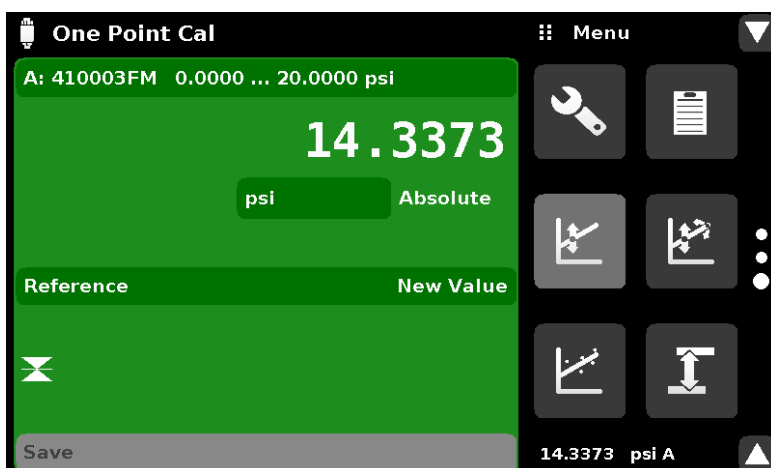 One Point Cal
Menu
A: 410003FM 0.0000 ... 20.0000 psi
14.3373
psi Absolute
Reference New Value
Save
14.3373 psi A